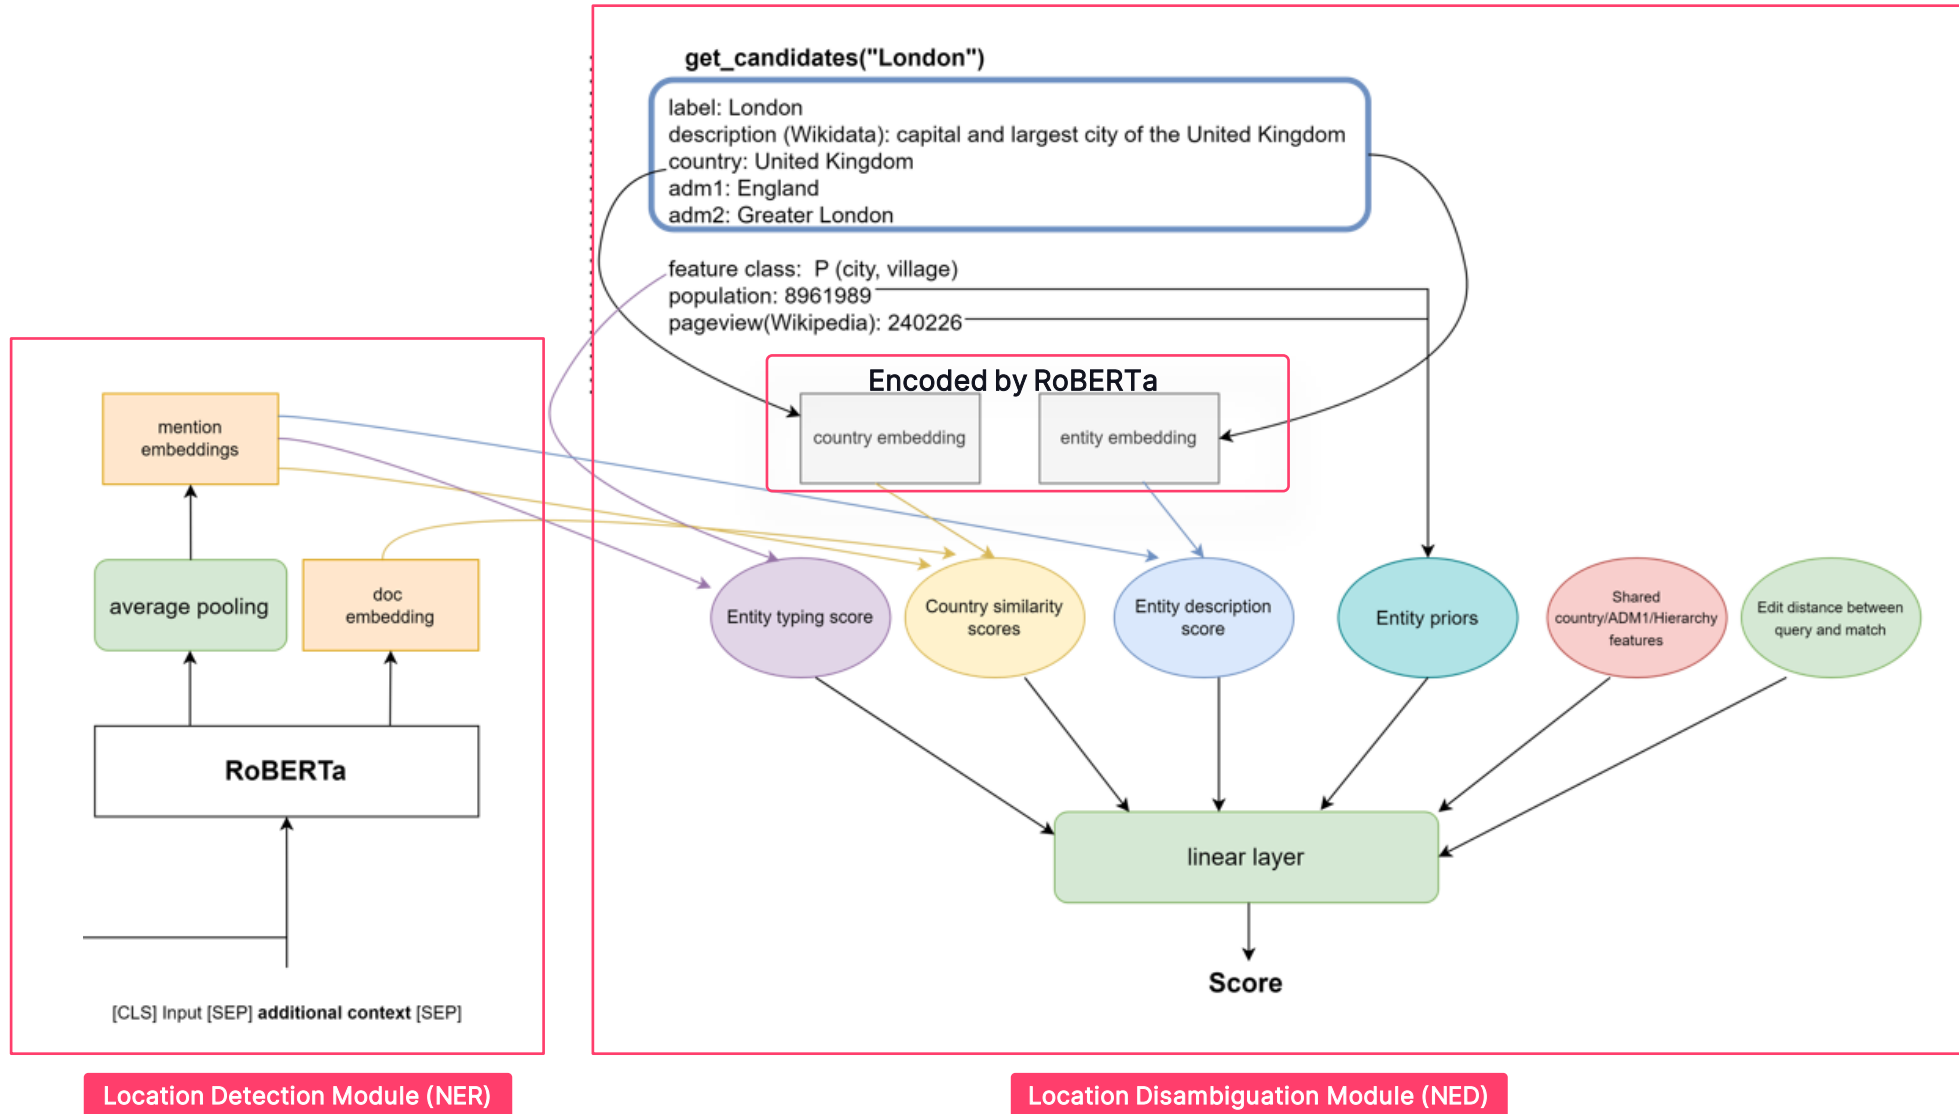 get_candidates("London")
label: London
description (Wikidata): capital and largest city of the United Kingdom
country: United Kingdom
adm1: England
adm2: Greater London
feature class:  P (city, village)
population: 8961989
pageview(Wikipedia): 240226
Encoded by RoBERTa
country embedding
entity embedding
mention
embeddings
average pooling
doc
embedding
RoBERTa
[CLS] Input [SEP] additional context [SEP]
Entity typing score
Country similarity
scores
Entity description
score
Entity priors
Shared
country/ADM1/Hierarchy
features
Edit distance between
query and match
linear layer
Score
Location Detection Module (NER)
Location Disambiguation Module (NED)